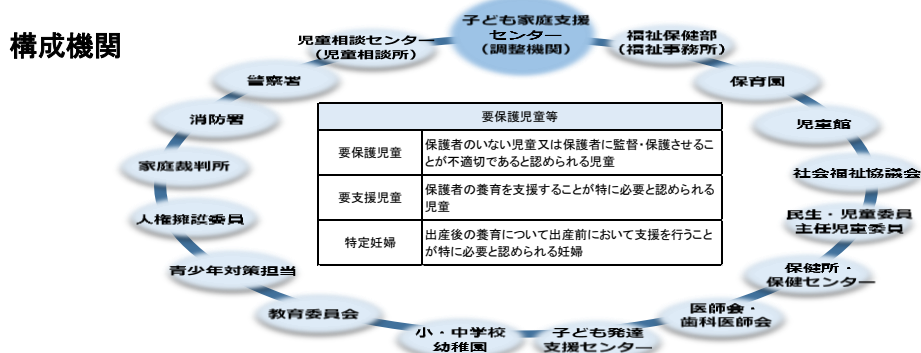 構成機関
子ども家庭支援
センター
（調整機関）
福祉保健部
（福祉事務所）
保育園
児童館
社会福祉協議会
民生・児童委員
主任児童委員
保健所・
保健センター
医師会・
歯科医師会
子ども発達
支援センター
小・中学校
幼稚園
教育委員会
青少年対策担当
人権擁護委員
家庭裁判所
消防署
警察署
児童相談センター
（児童相談所）
要保護児童等
要保護児童
保護者のいない児童又は保護者に監督・保護させるこ
とが不適切であると認められる児童
要支援児童
保護者の養育を支援することが特に必要と認められる
児童
特定妊婦
出産後の養育について出産前において支援を行うこと
が特に必要と認められる妊婦